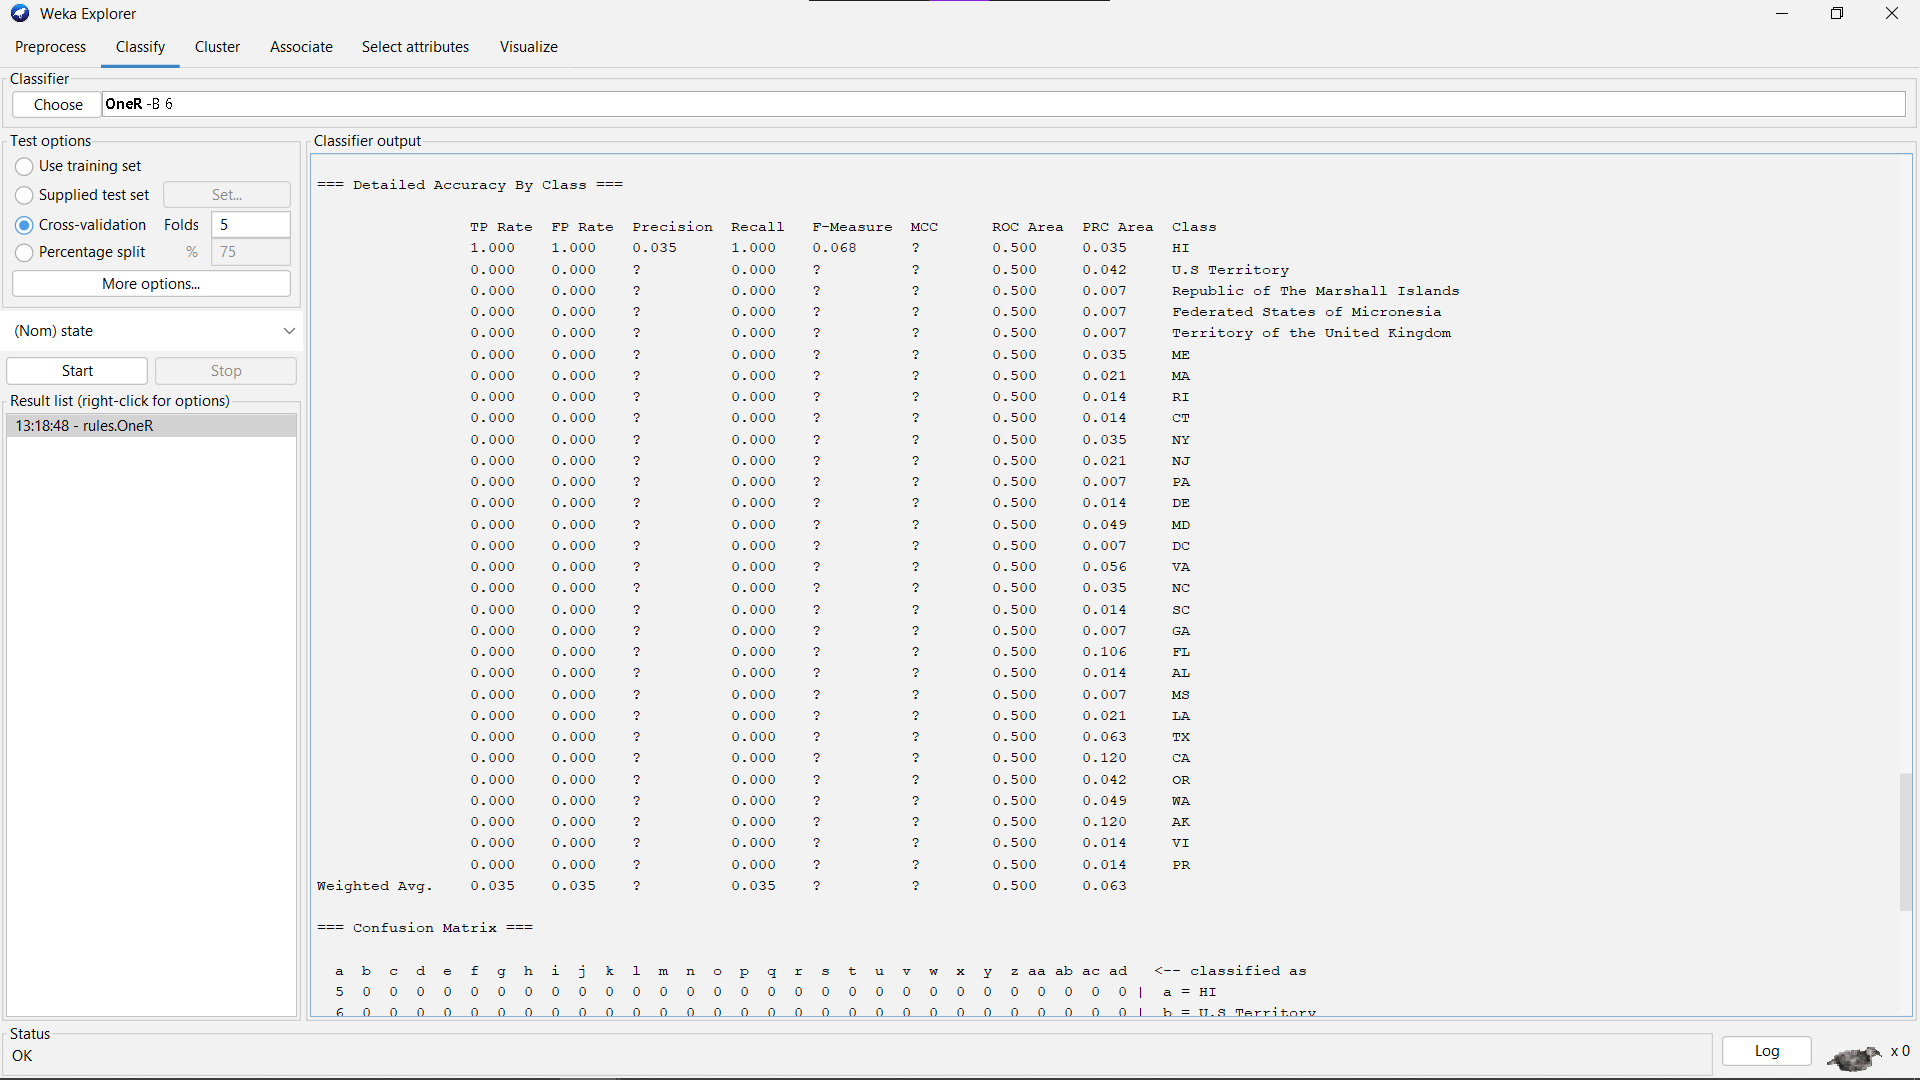 Weka Explorer
Preprocess Classify Cluster Associate Select attributes Visualize
Classifier
Choose OneR -B 6
Test options
Use training set
Supplied test set Set...
Cross-validation Folds 5
Percentage split % 75
More options...
(Nom) state
Start Stop
Result list (right-click for options)
13:18:48 - rules.OneR
Classifier output
=== Detailed Accuracy By Class ===
TP Rate FP Rate Precision Recall F-Measure MCC ROC Area PRC Area Class
1.000 1.000 0.035 1.000 0.068 ? 0.500 0.035 HI
0.000 0.000 ? 0.000 ? ? 0.500 0.042 U.S Territory
0.000 0.000 ? 0.000 ? ? 0.500 0.007 Republic of The Marshall Islands
0.000 0.000 ? 0.000 ? ? 0.500 0.007 Federated States of Micronesia
0.000 0.000 ? 0.000 ? ? 0.500 0.007 Territory of the United Kingdom
0.000 0.000 ? 0.000 ? ? 0.500 0.035 ME
0.000 0.000 ? 0.000 ? ? 0.500 0.021 MA
0.000 0.000 ? 0.000 ? ? 0.500 0.014 RI
0.000 0.000 ? 0.000 ? ? 0.500 0.014 CT
0.000 0.000 ? 0.000 ? ? 0.500 0.035 NY
0.000 0.000 ? 0.000 ? ? 0.500 0.021 NJ
0.000 0.000 ? 0.000 ? ? 0.500 0.007 PA
0.000 0.000 ? 0.000 ? ? 0.500 0.014 DE
0.000 0.000 ? 0.000 ? ? 0.500 0.049 MD
0.000 0.000 ? 0.000 ? ? 0.500 0.007 DC
0.000 0.000 ? 0.000 ? ? 0.500 0.056 VA
0.000 0.000 ? 0.000 ? ? 0.500 0.035 NC
0.000 0.000 ? 0.000 ? ? 0.500 0.014 SC
0.000 0.000 ? 0.000 ? ? 0.500 0.007 GA
0.000 0.000 ? 0.000 ? ? 0.500 0.106 FL
0.000 0.000 ? 0.000 ? ? 0.500 0.014 AL
0.000 0.000 ? 0.000 ? ? 0.500 0.007 MS
0.000 0.000 ? 0.000 ? ? 0.500 0.021 LA
0.000 0.000 ? 0.000 ? ? 0.500 0.063 TX
0.000 0.000 ? 0.000 ? ? 0.500 0.120 CA
0.000 0.000 ? 0.000 ? ? 0.500 0.042 OR
0.000 0.000 ? 0.000 ? ? 0.500 0.049 WA
0.000 0.000 ? 0.000 ? ? 0.500 0.120 AK
0.000 0.000 ? 0.000 ? ? 0.500 0.014 VI
0.000 0.000 ? 0.000 ? ? 0.500 0.014 PR
Weighted Avg. 0.035 0.035 ? 0.035 ? ? 0.500 0.063
=== Confusion Matrix ===
a b c d e f g h i j k l m n o p q r s t u v w x y z aa ab ac ad <-- classified as
5 0 0 0 0 0 0 0 0 0 0 0 0 0 0 0 0 0 0 0 0 0 0 0 0 0 0 0 0 0 | a = HI
6 0 0 0 0 0 0 0 0 0 0 0 0 0 0 0 0 0 0 0 0 0 0 0 0 0 0 0 0 0 | b = U.S Territory
Status
OK
Log x 0